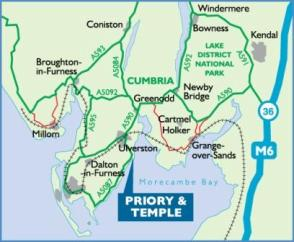 Windermere
Coniston
Bowness
Kendal
A593
A5084
A592
LAKE
DISTRICT
NATIONAL
PARK
A591
Broughton-
in-Furness
CUMBRIA
Newby
Bridge
A5092
Greenodd
36
Millom
A595
A590
Cartmel
Holker
Ulverston
Grange-
over-Sands
M6
Dalton
-in-Furness
A5087
Morecambe Bay
PRIORY &
TEMPLE